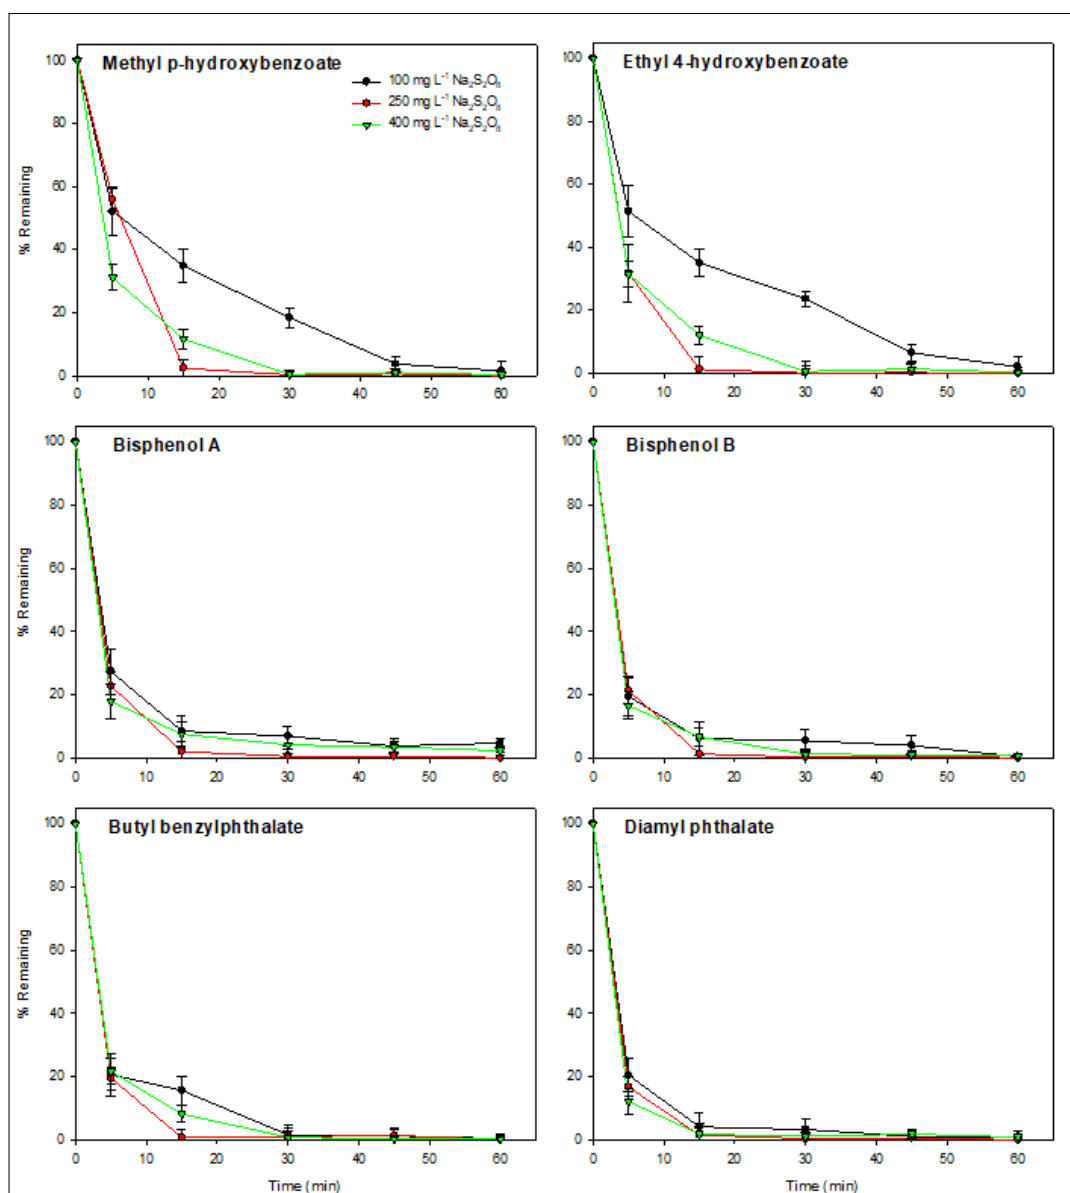 Methyl p-hydroxybenzoate
100 mg L⁻¹ Na₂S₂O₈
250 mg L⁻¹ Na₂S₂O₈
400 mg L⁻¹ Na₂S₂O₈
% Remaining
100
80
60
40
20
0
0 10 20 30 40 50 60
Ethyl 4-hydroxybenzoate
100
80
60
40
20
0
0 10 20 30 40 50 60
Bisphenol A
% Remaining
100
80
60
40
20
0
0 10 20 30 40 50 60
Bisphenol B
100
80
60
40
20
0
0 10 20 30 40 50 60
Butyl benzylphthalate
% Remaining
100
80
60
40
20
0
0 10 20 30 40 50 60
Time (min)
Diamyl phthalate
100
80
60
40
20
0
0 10 20 30 40 50 60
Time (min)